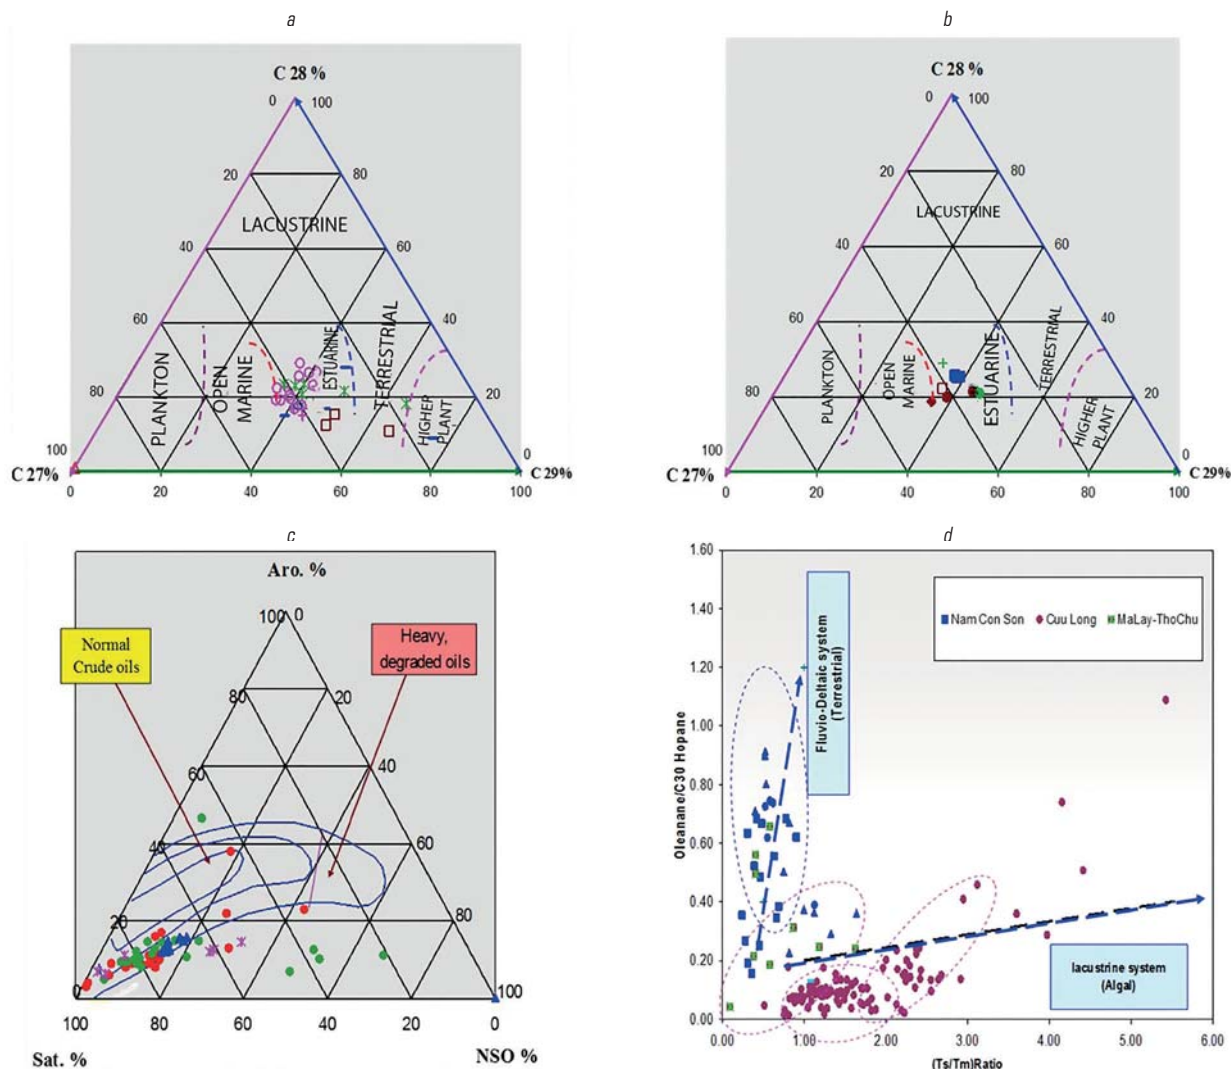 a
C 28 %
0
100
20
80
LACUSTRINE
40
60
60
40
PLANKTON
OPEN
MARINE
ESTUARINE
TERRESTRIAL
HIGHER
PLANT
80
20
100
0
C 27%
C 29%
0
20
40
60
80
100
b
C 28 %
0
100
20
80
LACUSTRINE
40
60
60
40
PLANKTON
OPEN
MARINE
ESTUARINE
TERRESTRIAL
HIGHER
PLANT
80
20
100
0
C 27%
C 29%
0
20
40
60
80
100
c
Aro. %
100
0
Normal
Crude oils
Heavy,
degraded oils
80
20
60
40
40
60
20
80
0
100
100
80
60
40
20
0
Sat. %
NSO %
d
1.60
1.40
1.20
1.00
0.80
0.60
0.40
0.20
0.00
Oleanane/C30 Hopane
Fluvio-Deltaic system
(Terrestrial)
Nam Con Son
Cuu Long
MaLay-ThoChu
lacustrine system
(Algal)
0.00
1.00
2.00
3.00
4.00
5.00
6.00
(Ts/Tm)Ratio